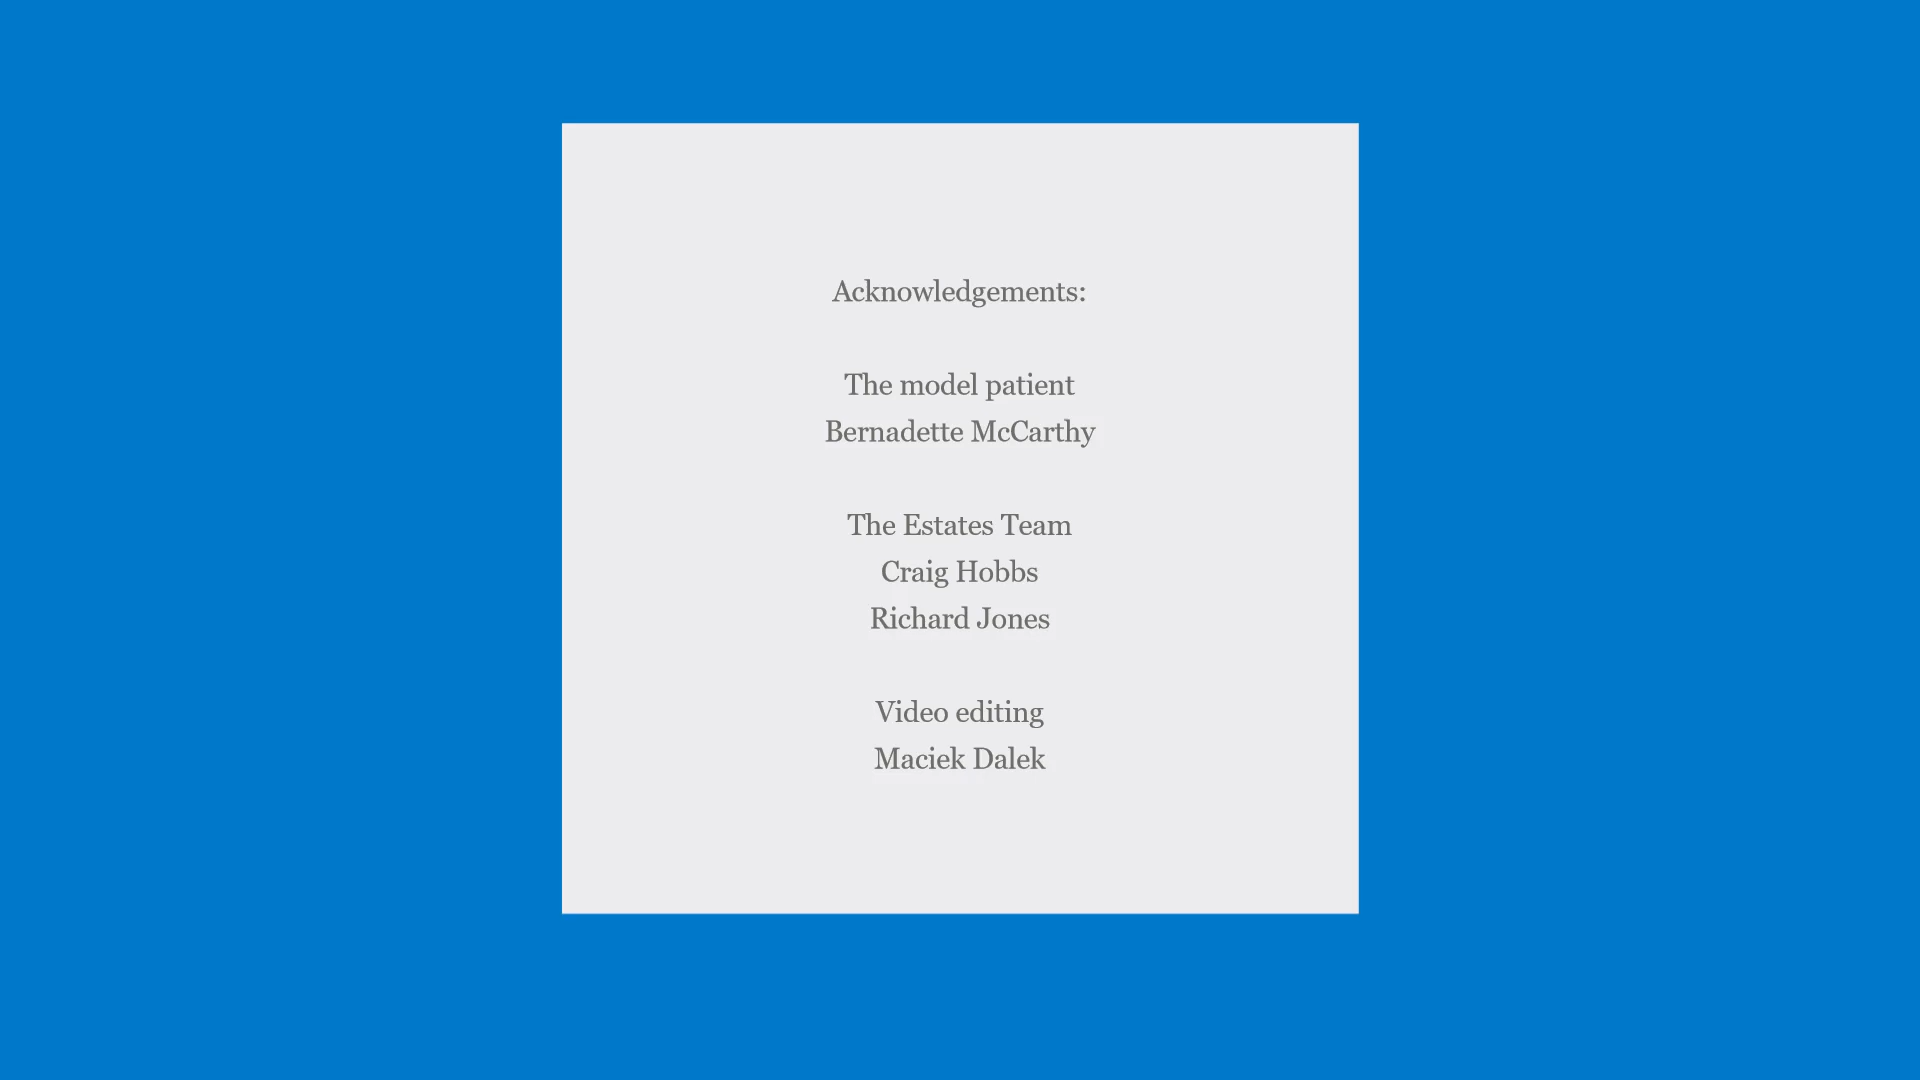 Acknowledgements:
The model patient
Bernadette McCarthy
The Estates Team
Craig Hobbs
Richard Jones
Video editing
Maciek Dalek